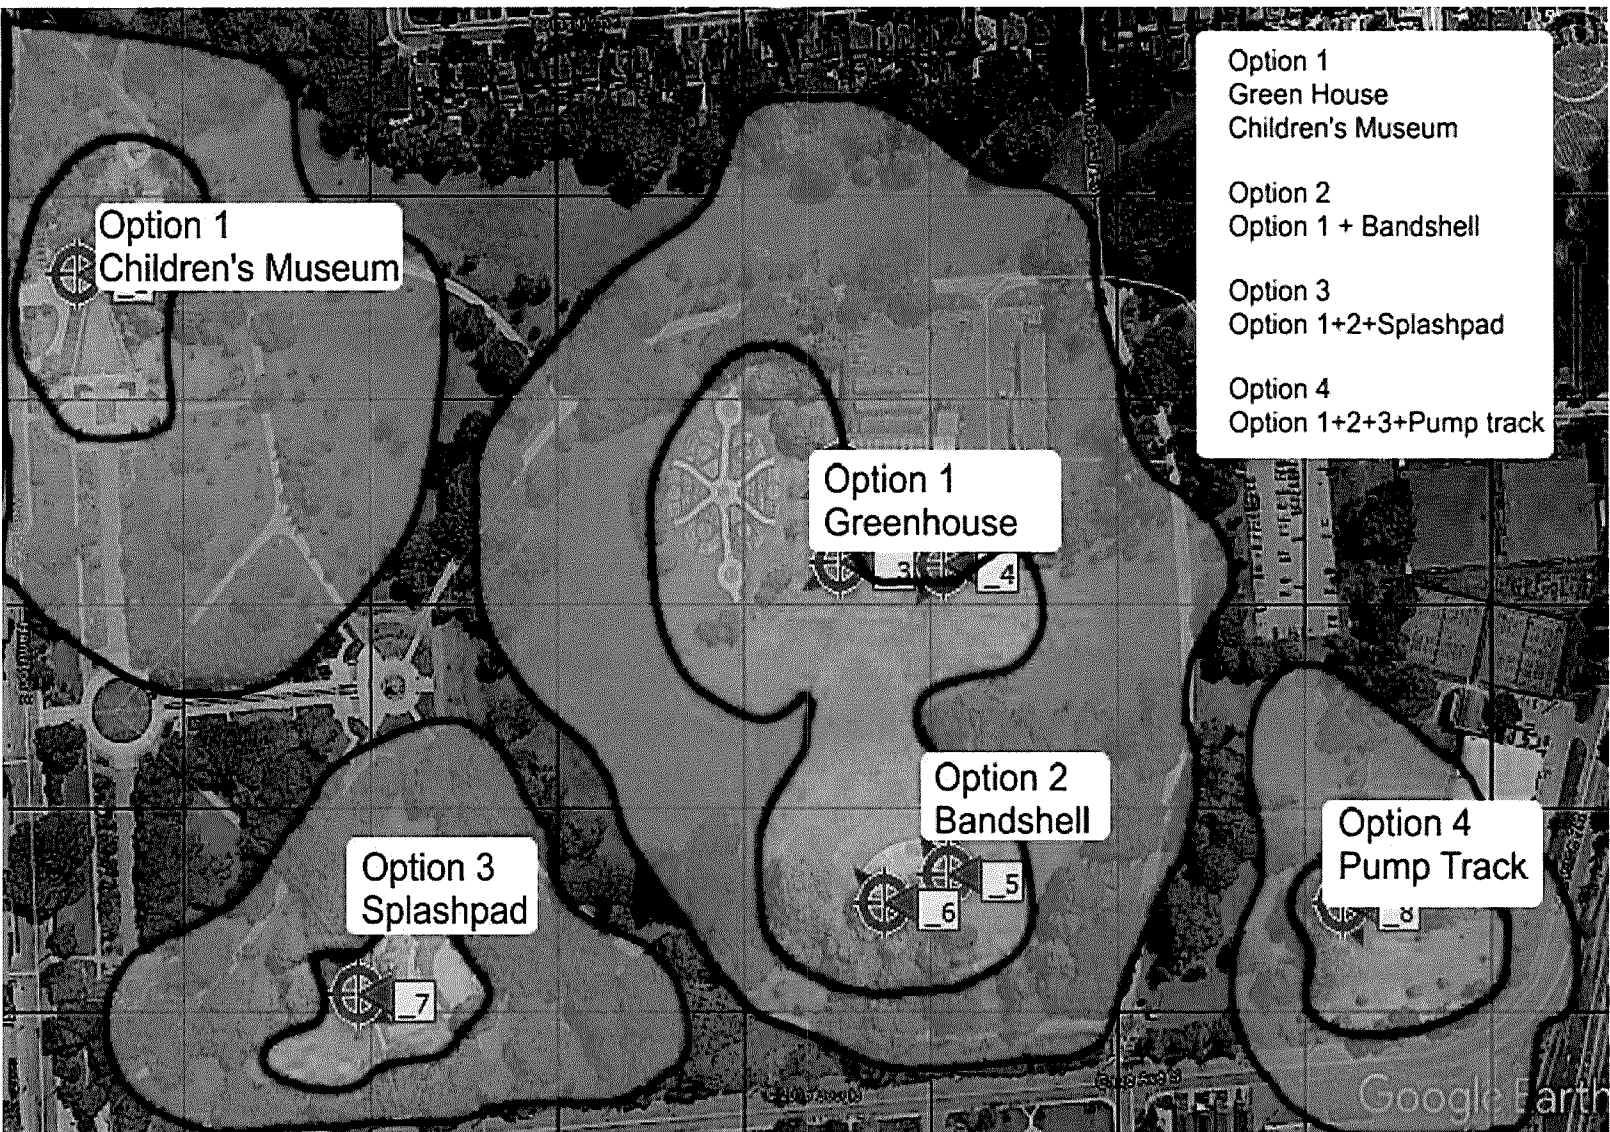 Option 1
Green House
Children's Museum
Option 2
Option 1 + Bandshell
Option 3
Option 1+2+Splashpad
Option 4
Option 1+2+3+Pump track
Option 1
Children's Museum
Option 1
Greenhouse
_3
_4
Option 2
Bandshell
_5
_6
Option 3
Splashpad
_7
Option 4
Pump Track
_8
Google Earth